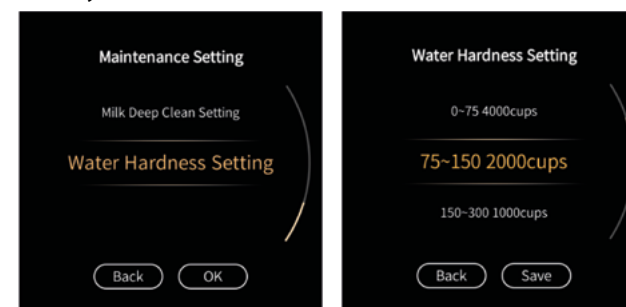 Maintenance Setting
Milk Deep Clean Setting
Water Hardness Setting
Back
OK
Water Hardness Setting
0~75 4000cups
75~150 2000cups
150~300 1000cups
Back
Save